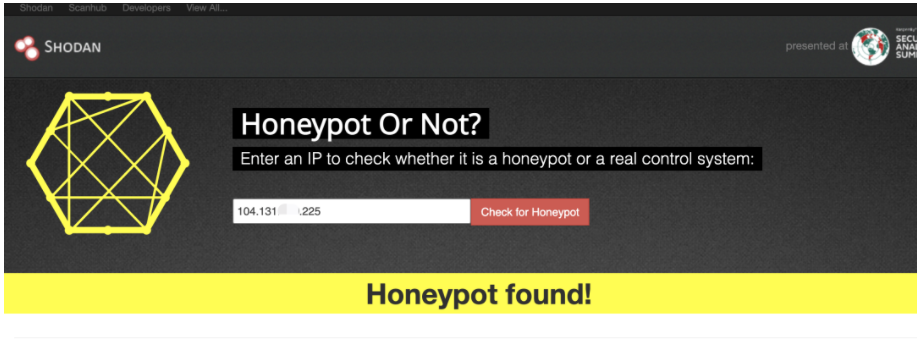 Shodan Scanhub Developers View All...
SHODAN
presented at
SECU
ANAL
SUMM
Honeypot Or Not?
Enter an IP to check whether it is a honeypot or a real control system:
104.131 .225
Check for Honeypot
Honeypot found!